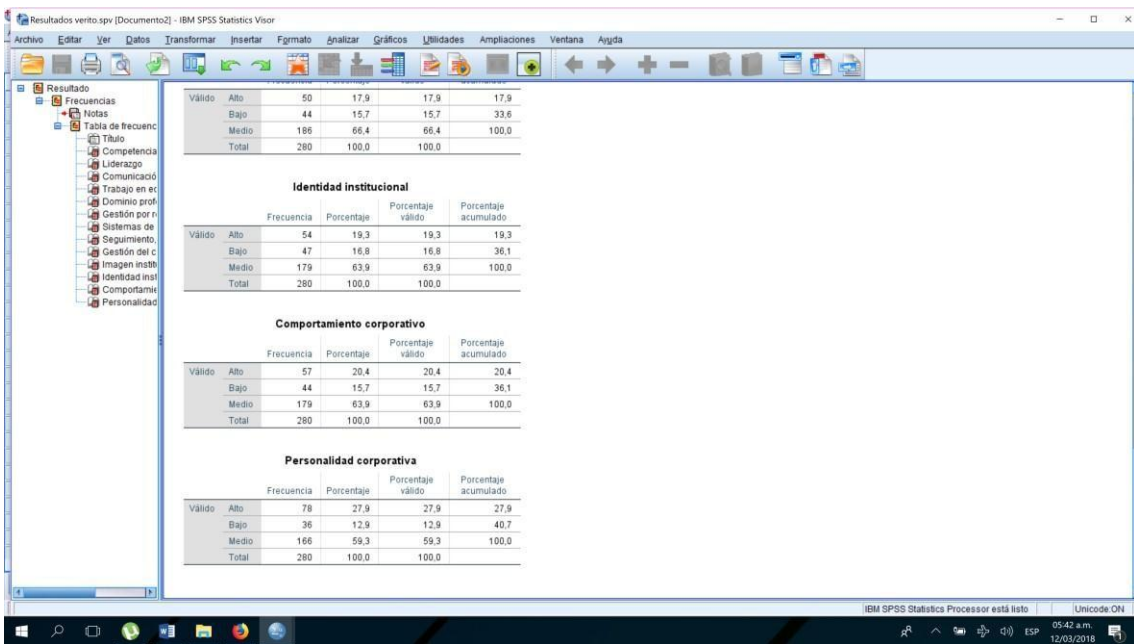 Resultados verito.spv [Documento2] - IBM SPSS Statistics Visor
Archivo Editar Ver Datos Transformar Insertar Formato Analizar Gráficos Utilidades Ampliaciones Ventana Ayuda
Resultado
Frecuencias
Notas
Tabla de frecuenc
Título
Competencia
Liderazgo
Comunicació
Trabajo en eq
Dominio prof
Gestión por r
Sistemas de
Seguimiento,
Gestión del c
Imagen instit
Identidad inst
Comportamie
Personalidad
Válido Alto 50 17,9 17,9 17,9
Bajo 44 15,7 15,7 33,6
Medio 186 66,4 66,4 100,0
Total 280 100,0 100,0
Identidad institucional
Frecuencia Porcentaje Porcentaje válido Porcentaje acumulado
Válido Alto 54 19,3 19,3 19,3
Bajo 47 16,8 16,8 36,1
Medio 179 63,9 63,9 100,0
Total 280 100,0 100,0
Comportamiento corporativo
Frecuencia Porcentaje Porcentaje válido Porcentaje acumulado
Válido Alto 57 20,4 20,4 20,4
Bajo 44 15,7 15,7 36,1
Medio 179 63,9 63,9 100,0
Total 280 100,0 100,0
Personalidad corporativa
Frecuencia Porcentaje Porcentaje válido Porcentaje acumulado
Válido Alto 78 27,9 27,9 27,9
Bajo 36 12,9 12,9 40,7
Medio 166 59,3 59,3 100,0
Total 280 100,0 100,0
IBM SPSS Statistics Processor está listo Unicode:ON
ESP
05:42 a.m.
12/03/2018